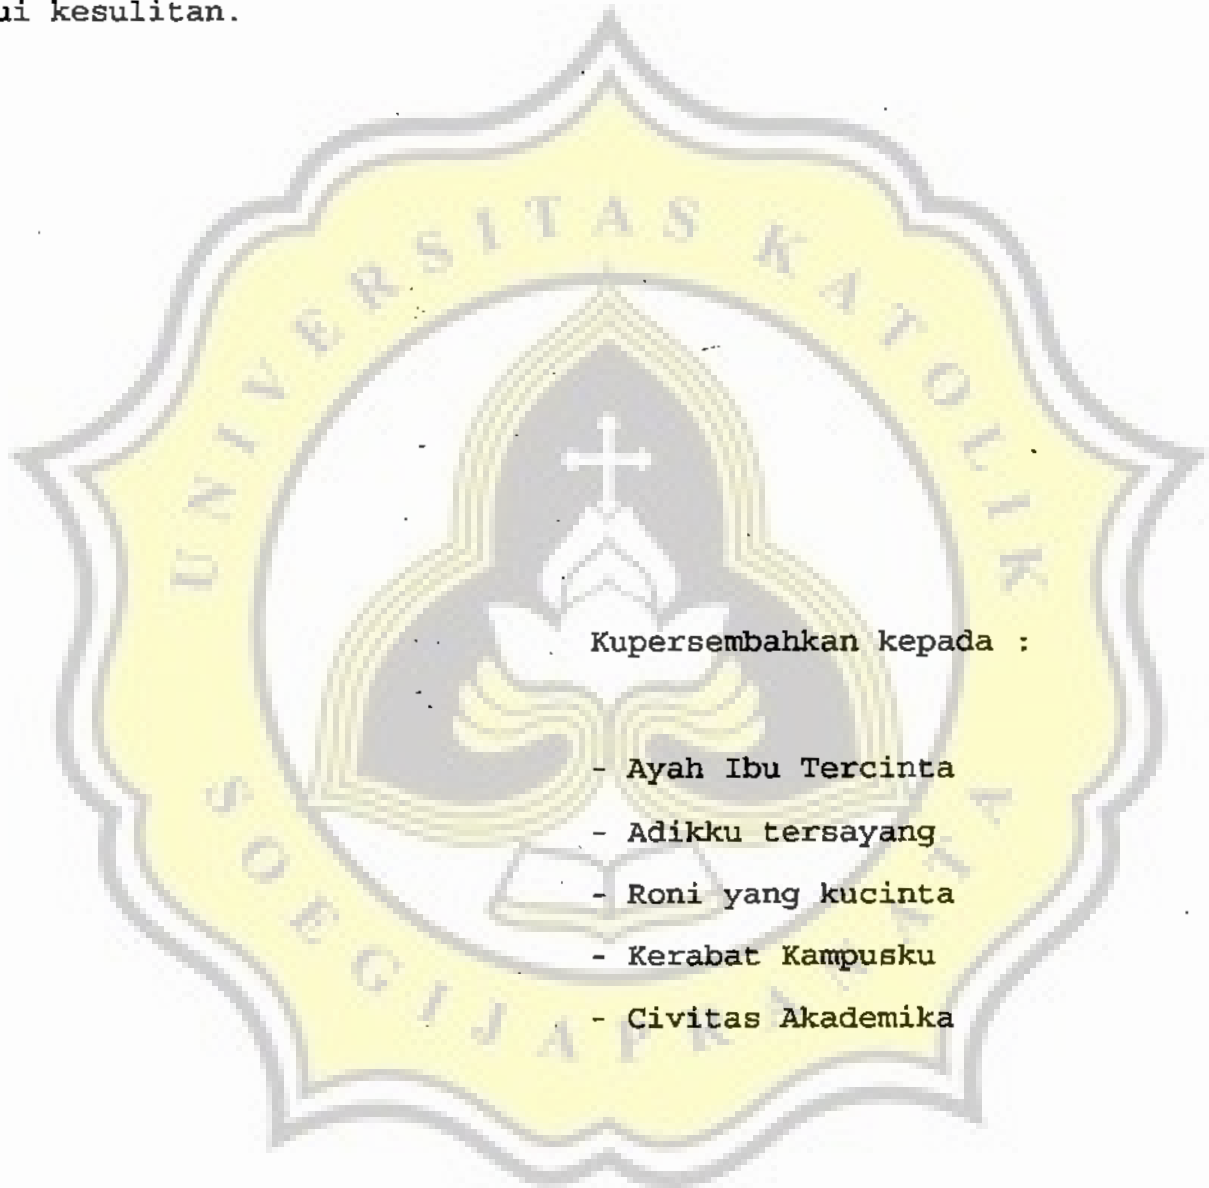 ui kesulitan.
UNIVERSITAS KATOLIK
SOEGIJAPRANATA
Kupersembahkan kepada :
- Ayah Ibu Tercinta
- Adikku tersayang
- Roni yang kucinta
- Kerabat Kampusku
- Civitas Akademika